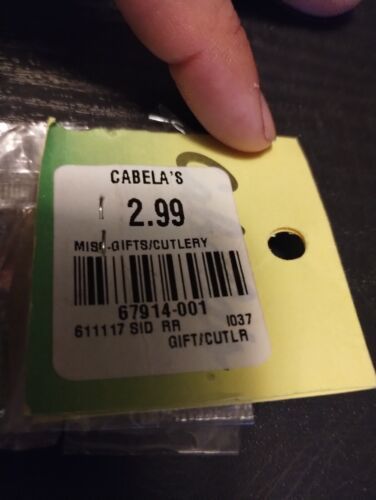 CABELA'S
2.99
MISC-GIFTS/CUTLERY
67914-001
611117 SID RR I037
GIFT/CUTLR